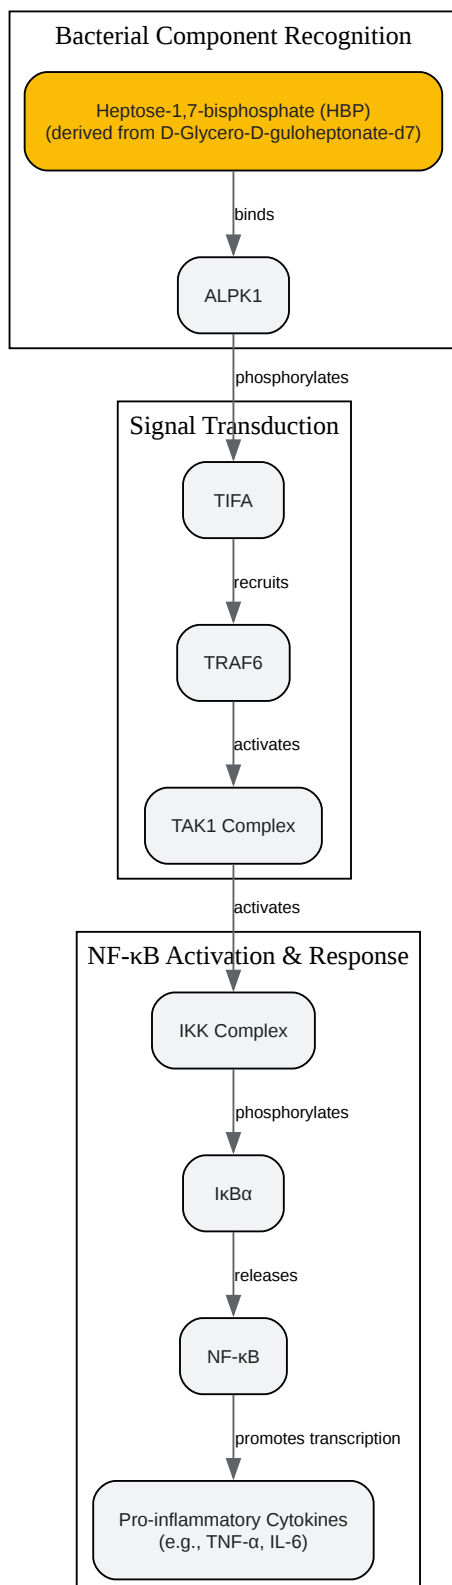 Bacterial Component Recognition
Heptose-1,7-bisphosphate (HBP)
(derived from D-Glycero-D-guloheptonate-d7)
binds
ALPK1
phosphorylates
Signal Transduction
TIFA
recruits
TRAF6
activates
TAK1 Complex
activates
NF-κB Activation & Response
IKK Complex
phosphorylates
IκBα
releases
NF-κB
promotes transcription
Pro-inflammatory Cytokines
(e.g., TNF-α, IL-6)